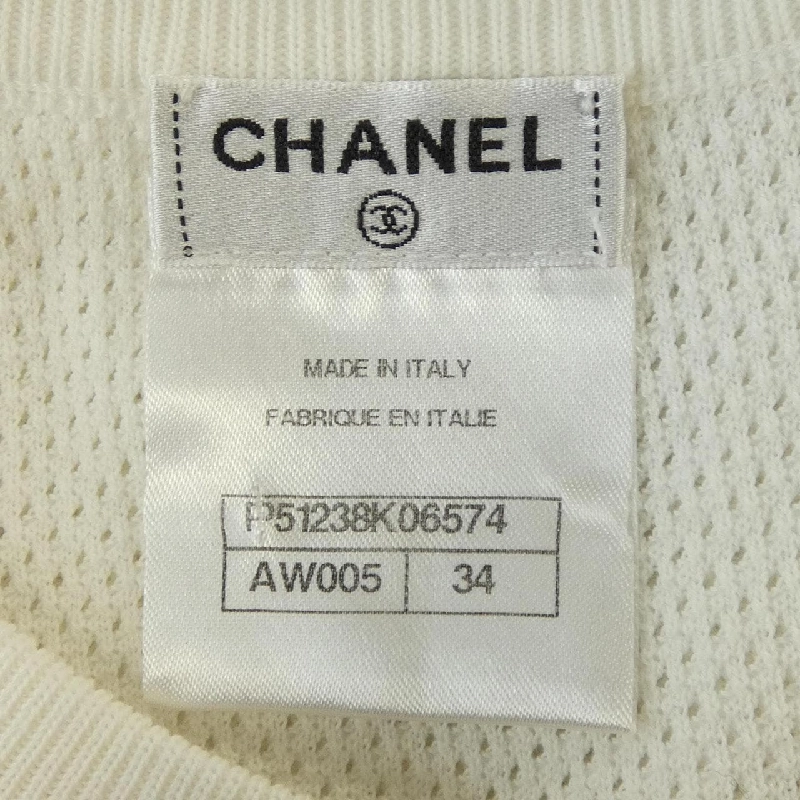 CHANEL
MADE IN ITALY
FABRIQUE EN ITALIE
P51238K06574
AW005 34